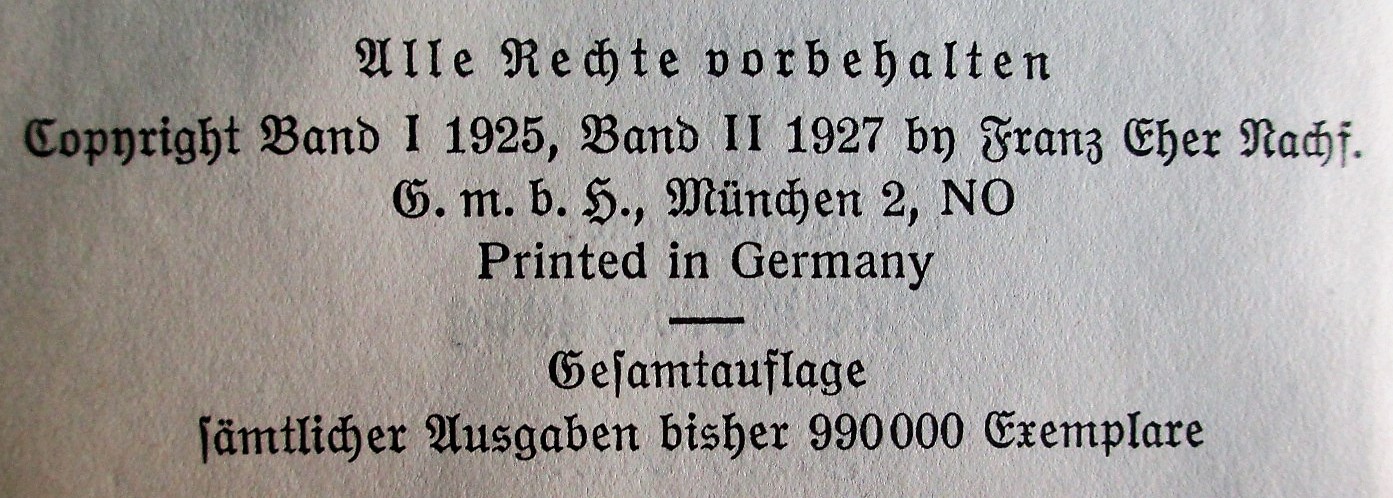 Alle Rechte vorbehalten
Copyright Band I 1925, Band II 1927 by Franz Eher Nachf.
G. m. b. H., München 2, NO
Printed in Germany
Geſamtauflage
ſämtlicher Ausgaben bisher 990000 Exemplare